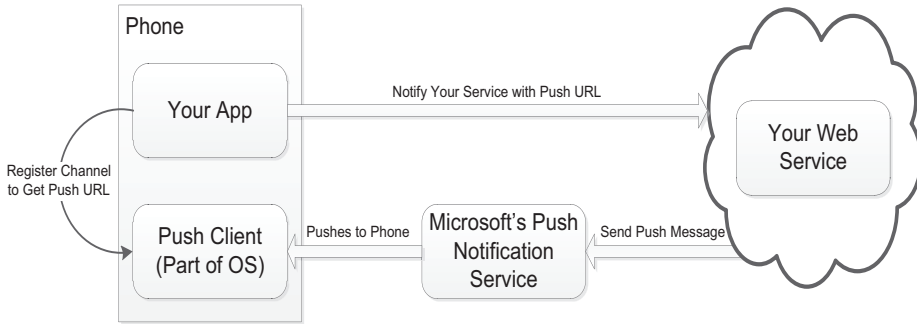 Phone
Your App
Notify Your Service with Push URL
Your Web
Service
Register Channel
to Get Push URL
Push Client
(Part of OS)
Pushes to Phone
Microsoft's Push
Notification
Service
Send Push Message